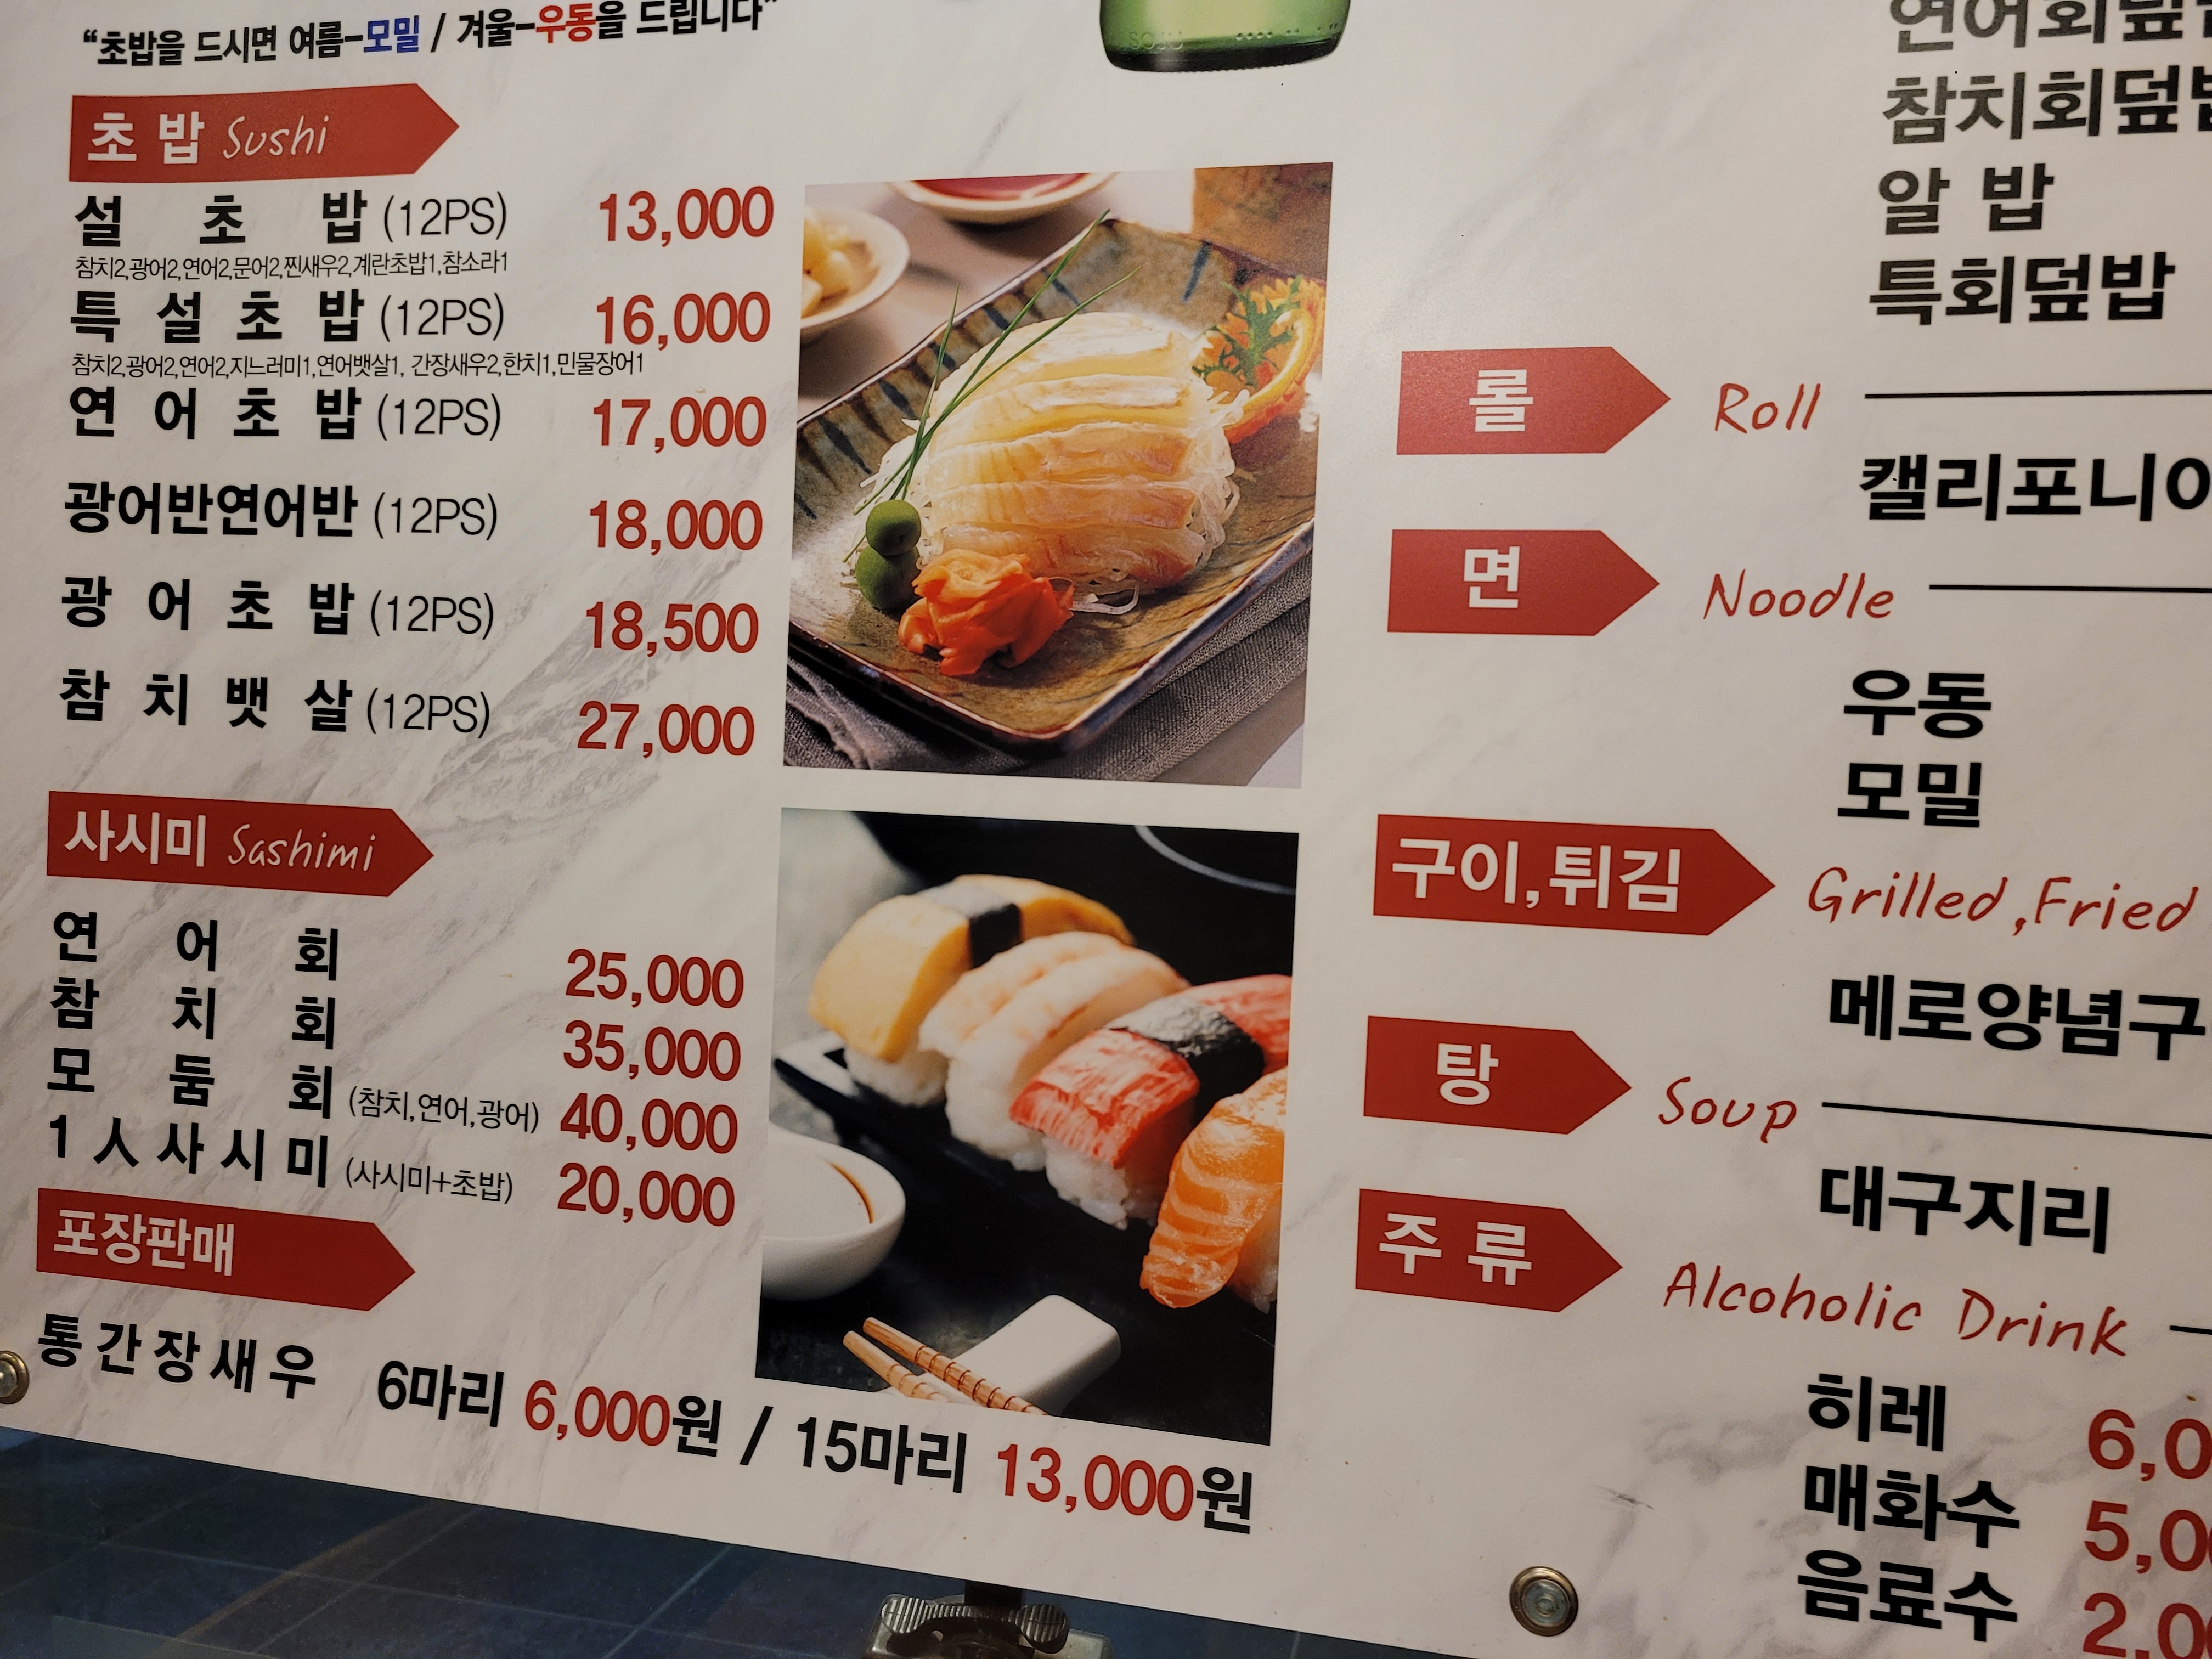 “초밥을 드시면 여름-모밀 / 겨울-우동을 드립니다”
초 밥 Sushi
설 초 밥 (12PS) 13,000
참치2,광어2,연어2,문어2,찐새우2,계란초밥1,참소라1
특 설 초 밥 (12PS) 16,000
참치2,광어2,연어2,지느러미1,연어뱃살1, 간장새우2,한치1,민물장어1
연 어 초 밥 (12PS) 17,000
광어반연어반 (12PS) 18,000
광 어 초 밥 (12PS) 18,500
참 치 뱃 살 (12PS) 27,000
사시미 Sashimi
연 어 회 25,000
참 치 회 35,000
모 둠 회 (참치,연어,광어) 40,000
1 人 사 시 미 (사시미+초밥) 20,000
포장판매
통간장새우 6마리 6,000원 / 15마리 13,000원
연어회덮
참치회덮밥
알 밥
특회덮밥
롤 Roll
캘리포니아
면 Noodle
우동
모밀
구이,튀김 Grilled ,Fried
메로양념구
탕 Soup
대구지리
주 류 Alcoholic Drink
히레 6,0
매화수 5,0
음료수 2,0